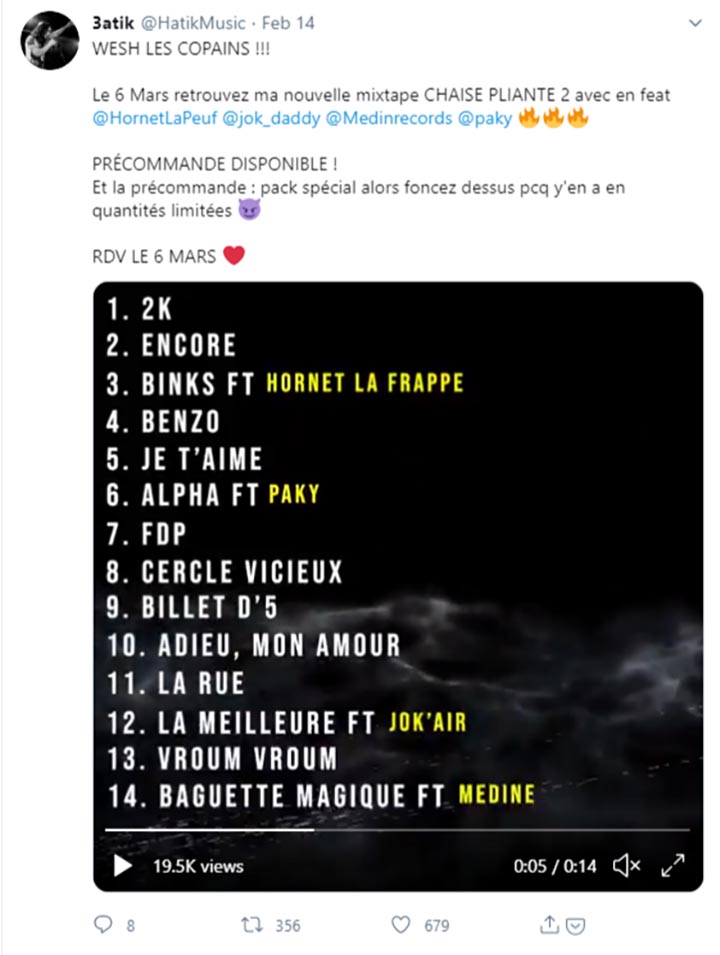 3atik @HatikMusic · Feb 14
WESH LES COPAINS !!!
Le 6 Mars retrouvez ma nouvelle mixtape CHAISE PLIANTE 2 avec en feat
@HornetLaPeuf @jok_daddy @Medinrecords @paky 🔥🔥🔥
PRÉCOMMANDE DISPONIBLE !
Et la précommande : pack spécial alors foncez dessus pcq y'en a en
quantités limitées 😈
RDV LE 6 MARS ❤️
1. 2K
2. ENCORE
3. BINKS FT HORNET LA FRAPPE
4. BENZO
5. JE T'AIME
6. ALPHA FT PAKY
7. FDP
8. CERCLE VICIEUX
9. BILLET D'5
10. ADIEU, MON AMOUR
11. LA RUE
12. LA MEILLEURE FT JOK'AIR
13. VROUM VROUM
14. BAGUETTE MAGIQUE FT MEDINE
19.5K views 0:05 / 0:14
8 356 679